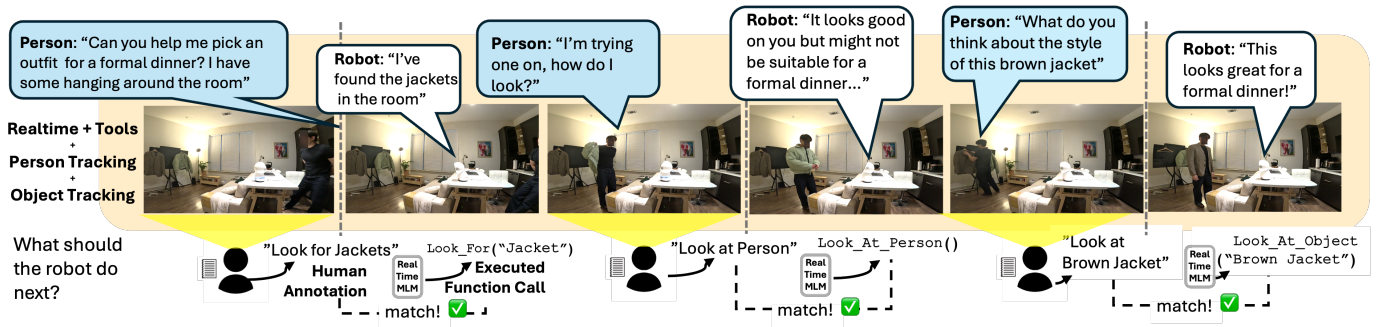 Person: “Can you help me pick an
outfit for a formal dinner? I have
some hanging around the room”
Robot: “I’ve
found the jackets
in the room”
Person: “I’m trying
one on, how do I
look?”
Robot: “It looks good
on you but might not
be suitable for a
formal dinner...”
Person: “What do you
think about the style
of this brown jacket”
Robot: “This
looks great for a
formal dinner!”
Realtime + Tools
+
Person Tracking
+
Object Tracking
What should
the robot do
next?
”Look for Jackets”
Human
Annotation
Real
Time
MLM
Look_For(“Jacket”)
Executed
Function Call
match!
”Look at Person”
Real
Time
MLM
Look_At_Person()
match!
”Look at
Brown Jacket”
Real
Time
MLM
Look_At_Object
(“Brown Jacket”)
match!